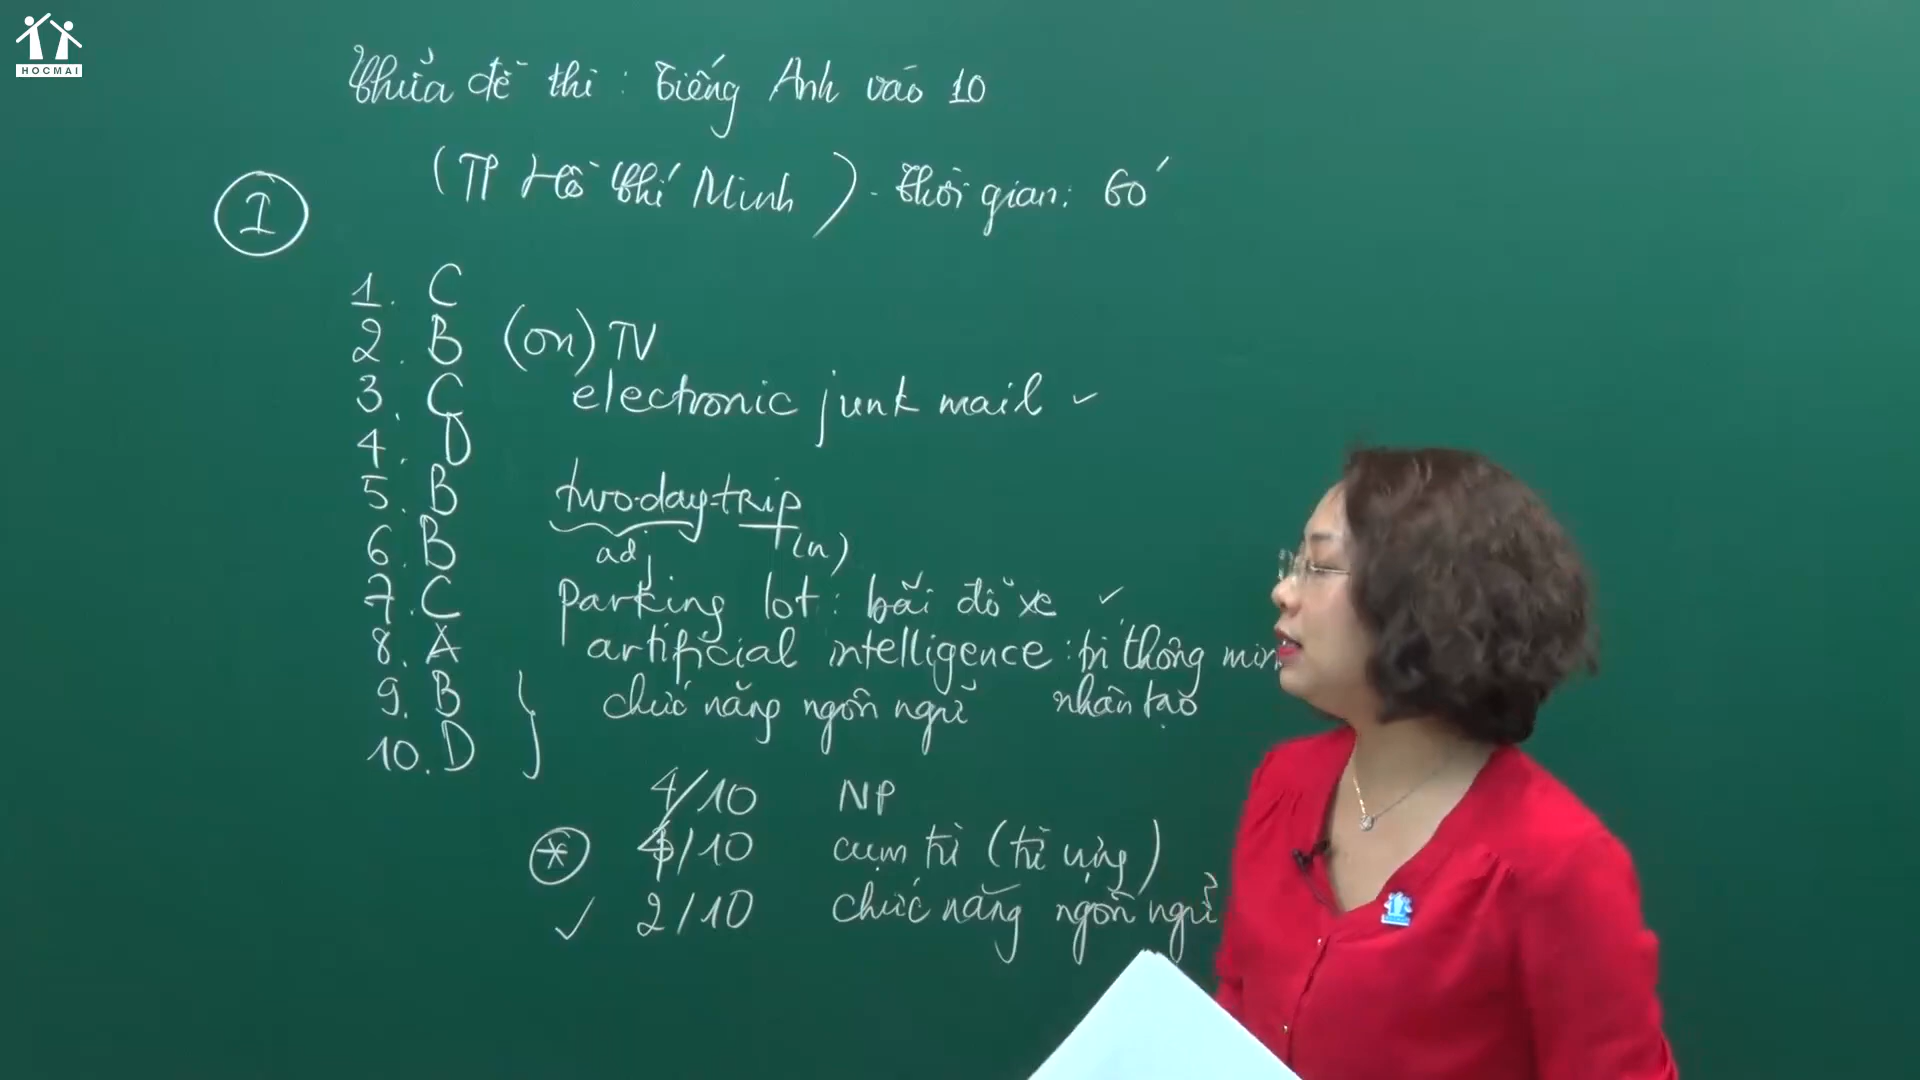 HOCMAI
Chữa đề thi : Tiếng Anh vào 10
(TP Hồ Chí Minh) - Thời gian: 60'
I
1. C
2. B (on) TV
3. C electronic junk mail ✓
4. D
5. B two-day-trip
adj (n)
6. B
7. C parking lot : bãi đỗ xe ✓
8. A artificial intelligence : trí thông min
9. B chức năng ngôn ngữ nhân tạo
10. D
4/10 NP
* 4/10 cụm từ (từ vựng)
✓ 2/10 chức năng ngôn ngữ